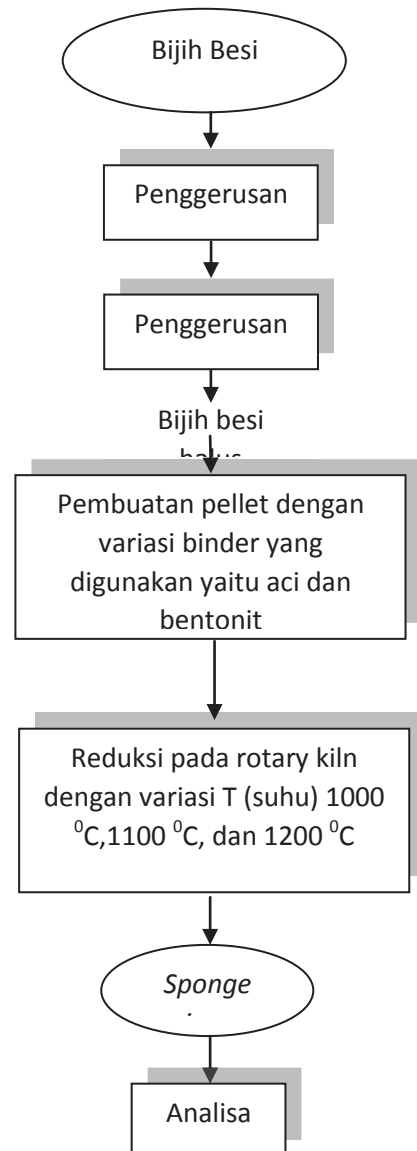 Bijih Besi
Penggerusan
Penggerusan
Bijih besi
halus
Pembuatan pellet dengan
variasi binder yang
digunakan yaitu aci dan
bentonit
Reduksi pada rotary kiln
dengan variasi T (suhu) 1000
⁰C,1100 ⁰C, dan 1200 ⁰C
Sponge
Analisa